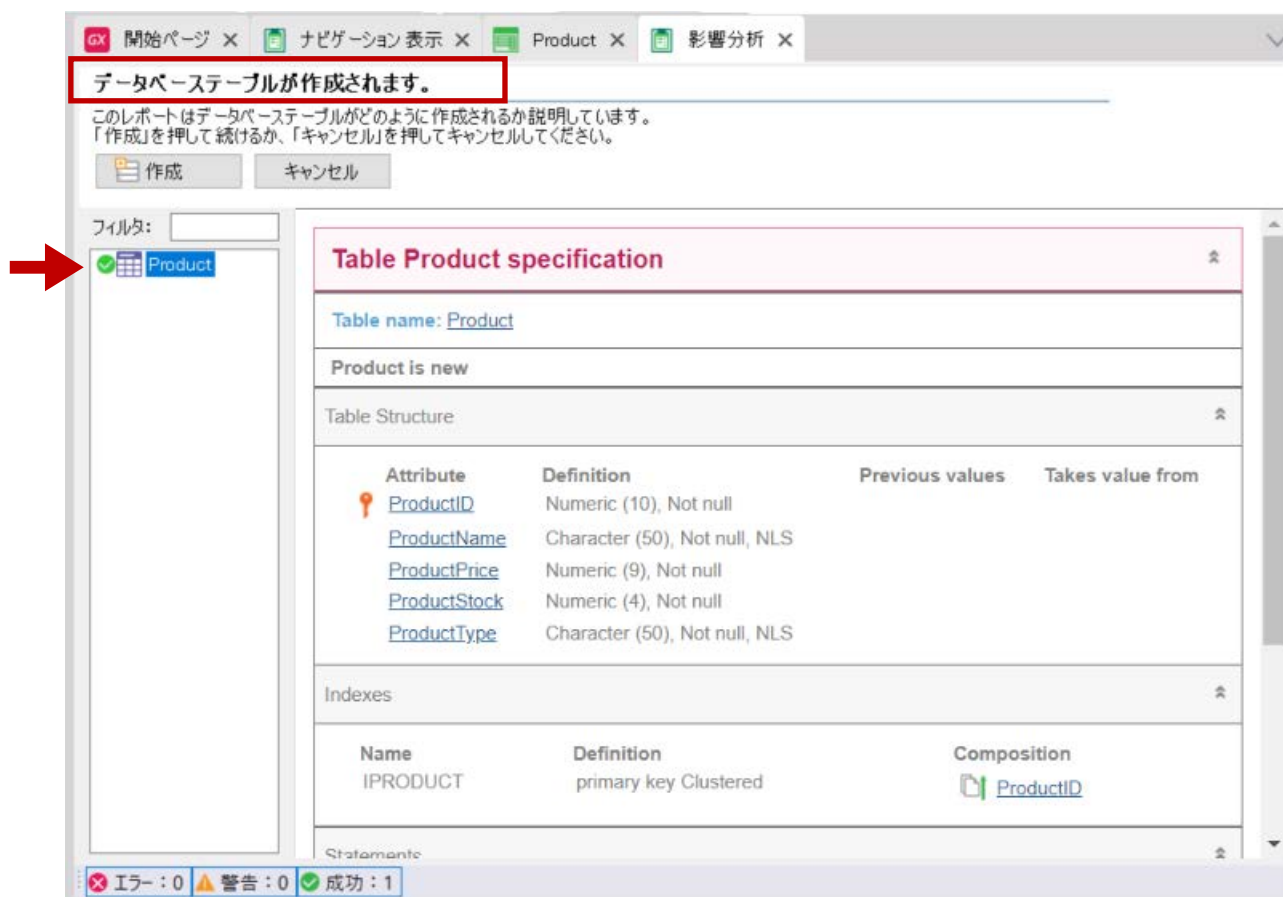 GX 開始ページ × ナビゲーション表示 × Product × 影響分析 ×
データベーステーブルが作成されます。
このレポートはデータベーステーブルがどのように作成されるか説明しています。
「作成」を押して続けるか、「キャンセル」を押してキャンセルしてください。
作成 キャンセル
フィルタ:
Product
Table Product specification
Table name: Product
Product is new
Table Structure
Attribute Definition Previous values Takes value from
ProductID Numeric (10), Not null
ProductName Character (50), Not null, NLS
ProductPrice Numeric (9), Not null
ProductStock Numeric (4), Not null
ProductType Character (50), Not null, NLS
Indexes
Name Definition Composition
IPRODUCT primary key Clustered ProductID
Statements
エラー:0 警告:0 成功:1